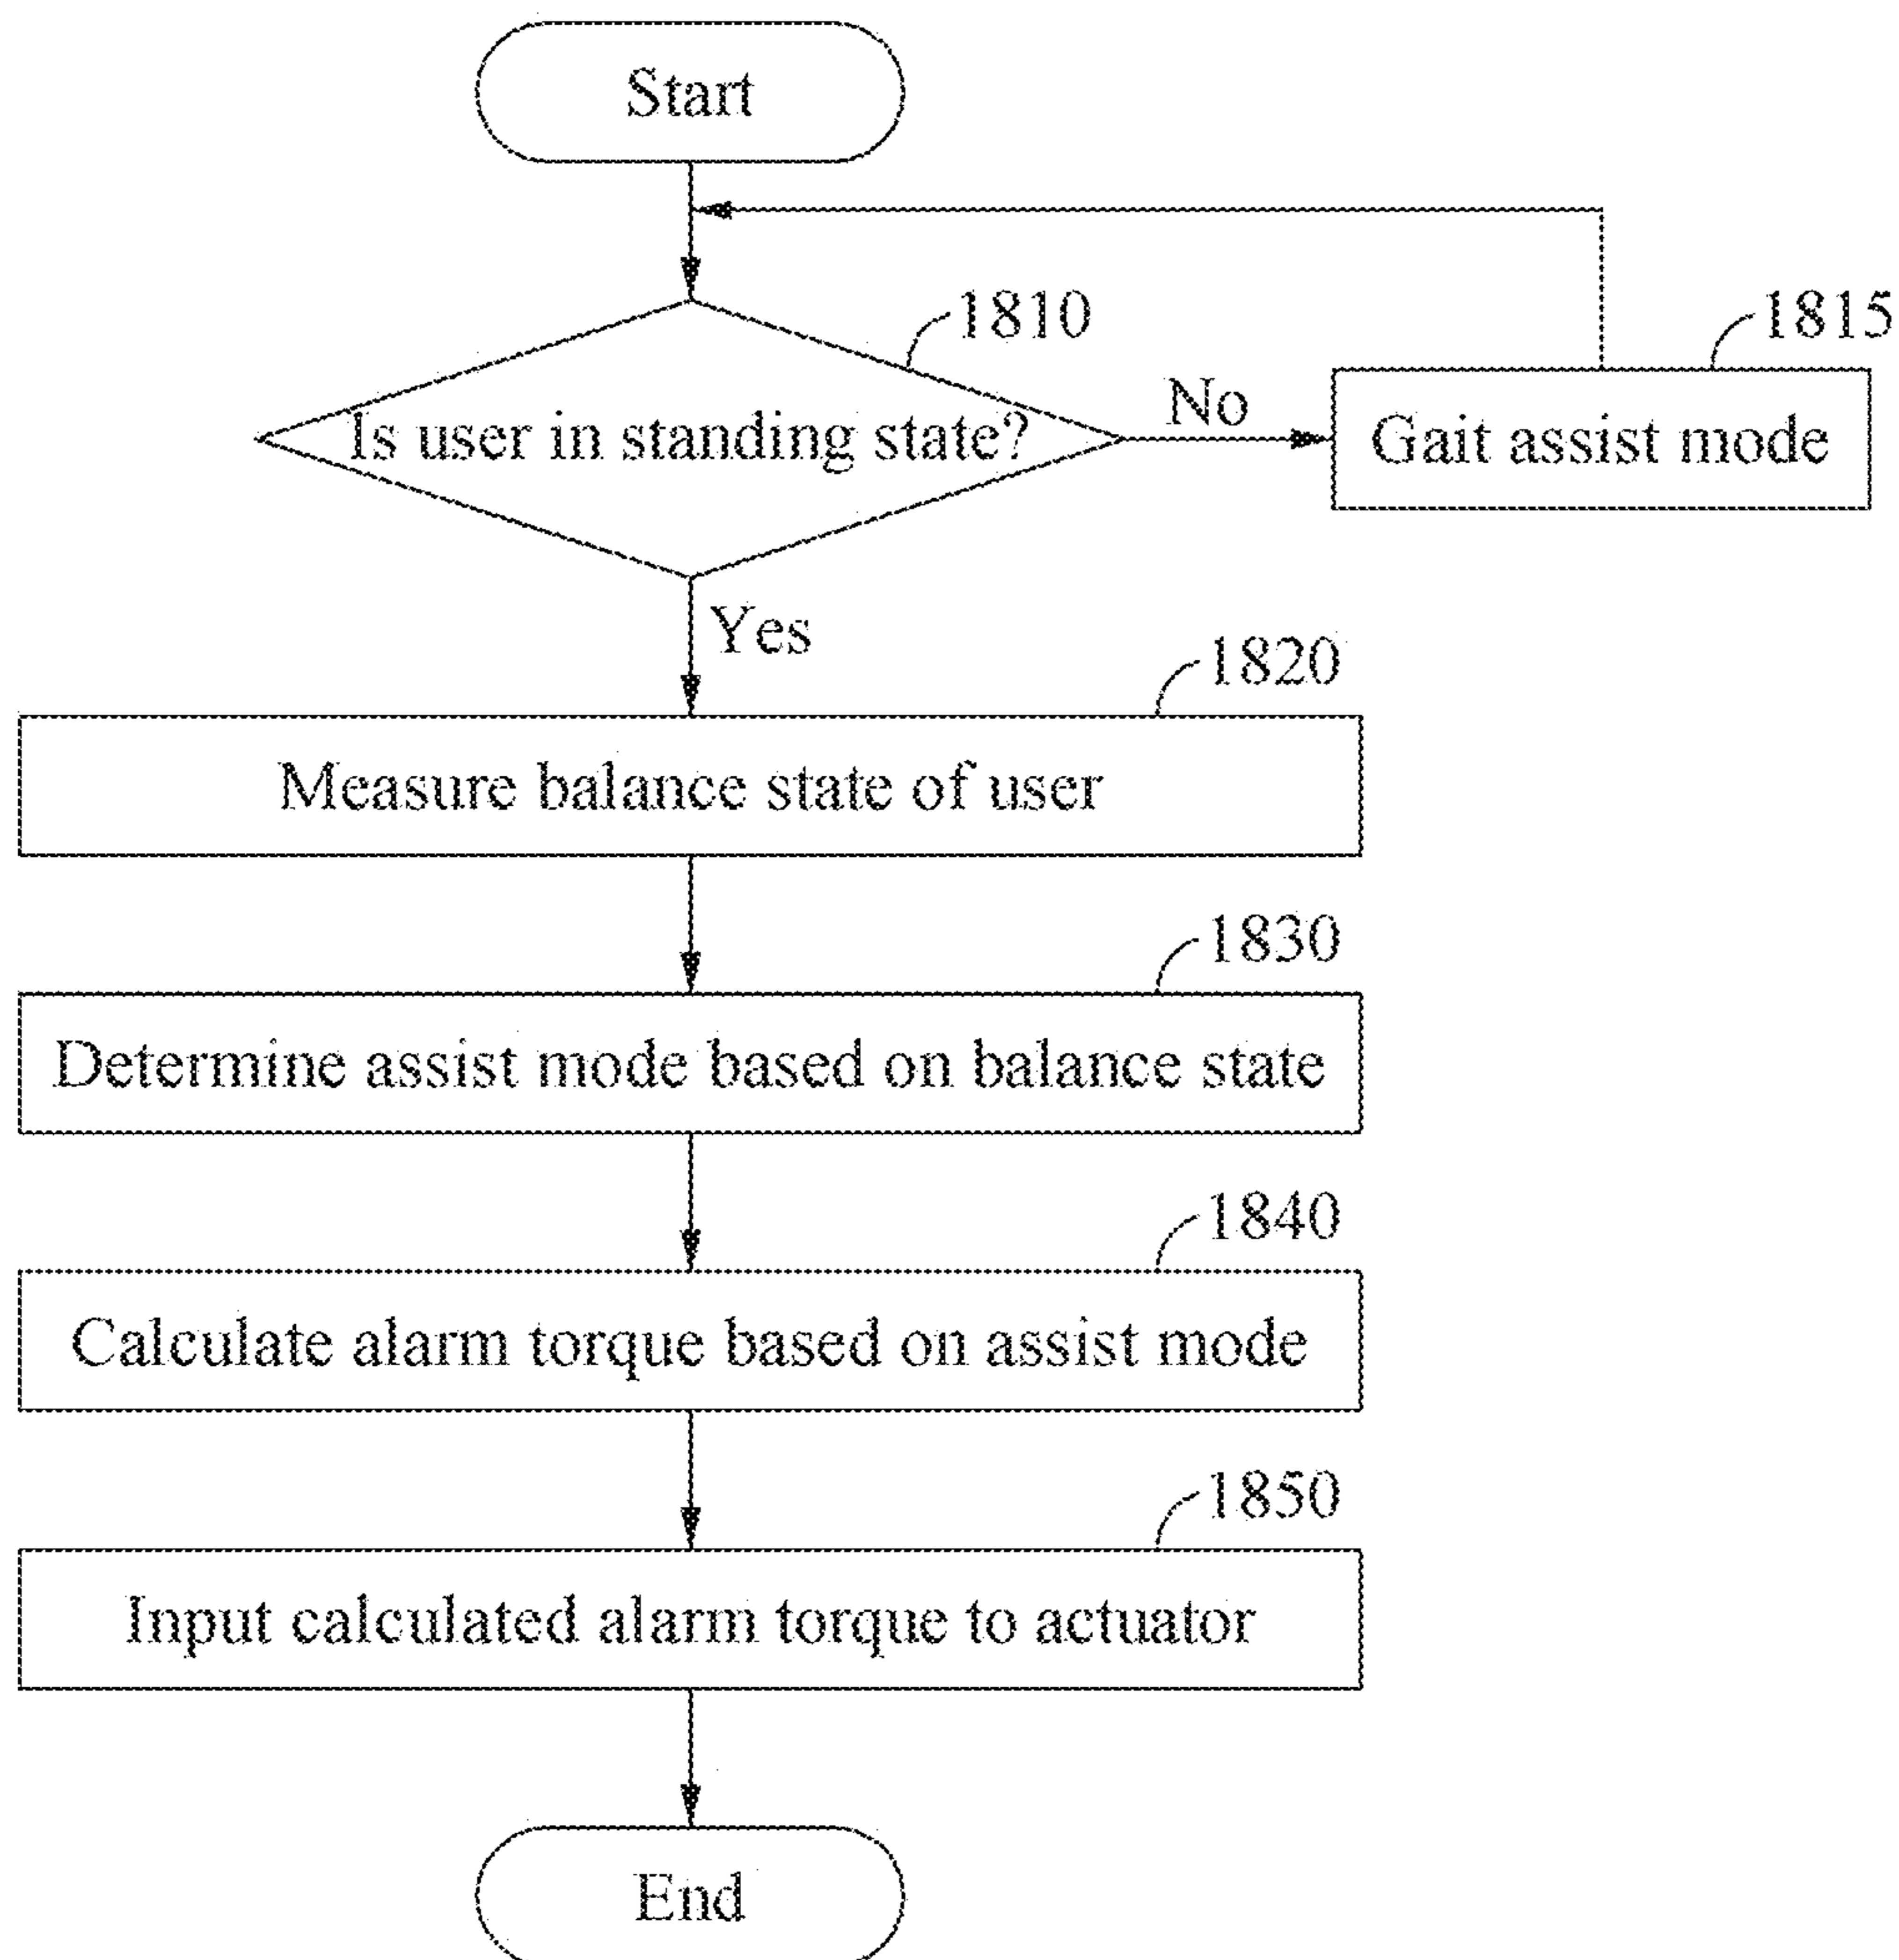 Start
1810
1815
Is user in standing state?
No
Gait assist mode
Yes
1820
Measure balance state of user
1830
Determine assist mode based on balance state
1840
Calculate alarm torque based on assist mode
1850
Input calculated alarm torque to actuator
End